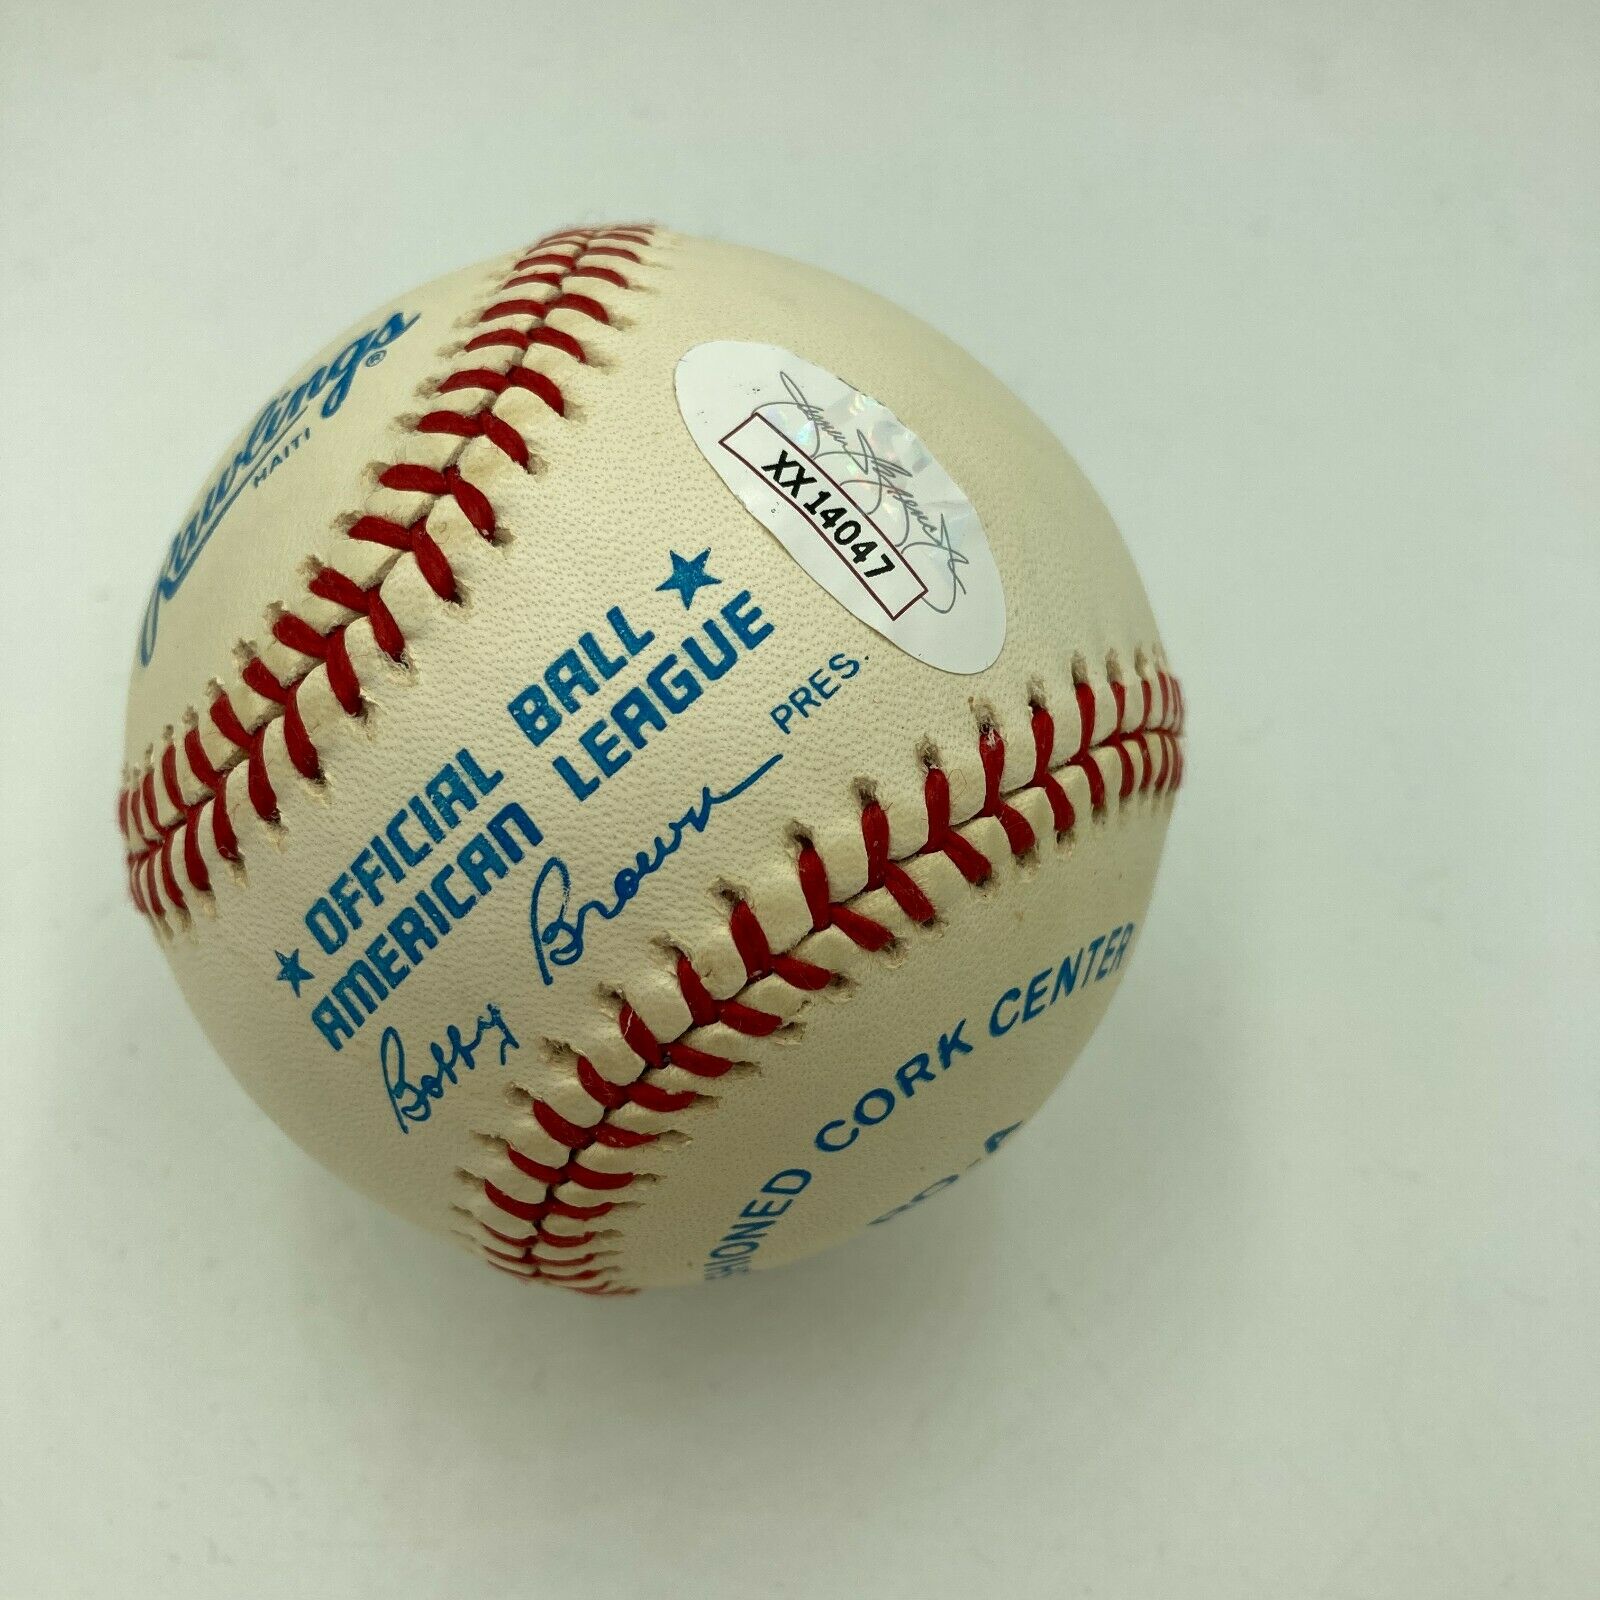 Rawlings®
HAITI
XX14047
OFFICIAL BALL
AMERICAN LEAGUE
Bobby Brown PRES.
CORK CENTER